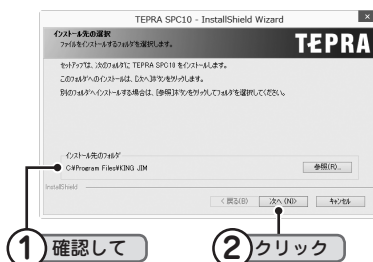 TEPRA SPC10 - InstallShield Wizard
インストール先の選択
ファイルをインストールするフォルダを選択します。
TEPRA
セットアップは、次のフォルダに TEPRA SPC10 をインストールします。
このフォルダへのインストールは、[次へ]ボタンをクリックします。
別のフォルダへインストールする場合は、[参照]ボタンをクリックしてフォルダを選択してください。
インストール先のフォルダ
C:¥Program Files¥KING JIM
参照(R)...
InstallShield
< 戻る(B)
次へ (N)>
キャンセル
1 確認して
2 クリック